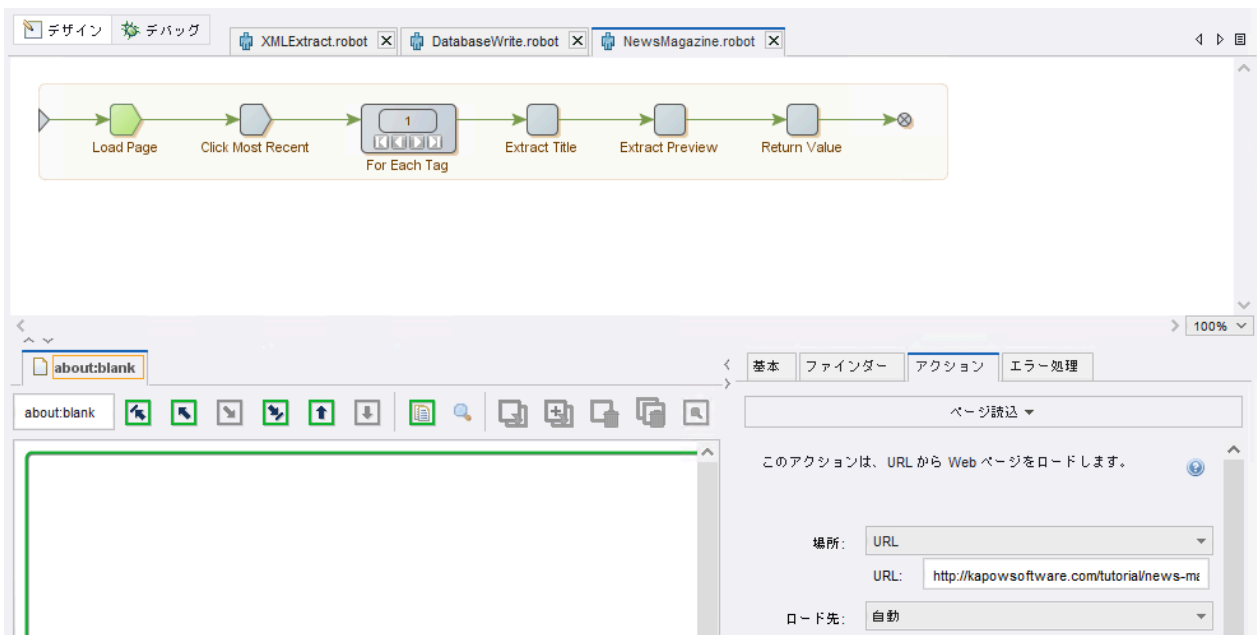 デザイン デバッグ XMLExtract.robot DatabaseWrite.robot NewsMagazine.robot
1
Load Page Click Most Recent For Each Tag Extract Title Extract Preview Return Value
100%
about:blank 基本 ファインダー アクション エラー処理
about:blank ページ読込
このアクションは、URL から Web ページをロードします。
場所: URL
URL: http://kapowsoftware.com/tutorial/news-ma
ロード先: 自動